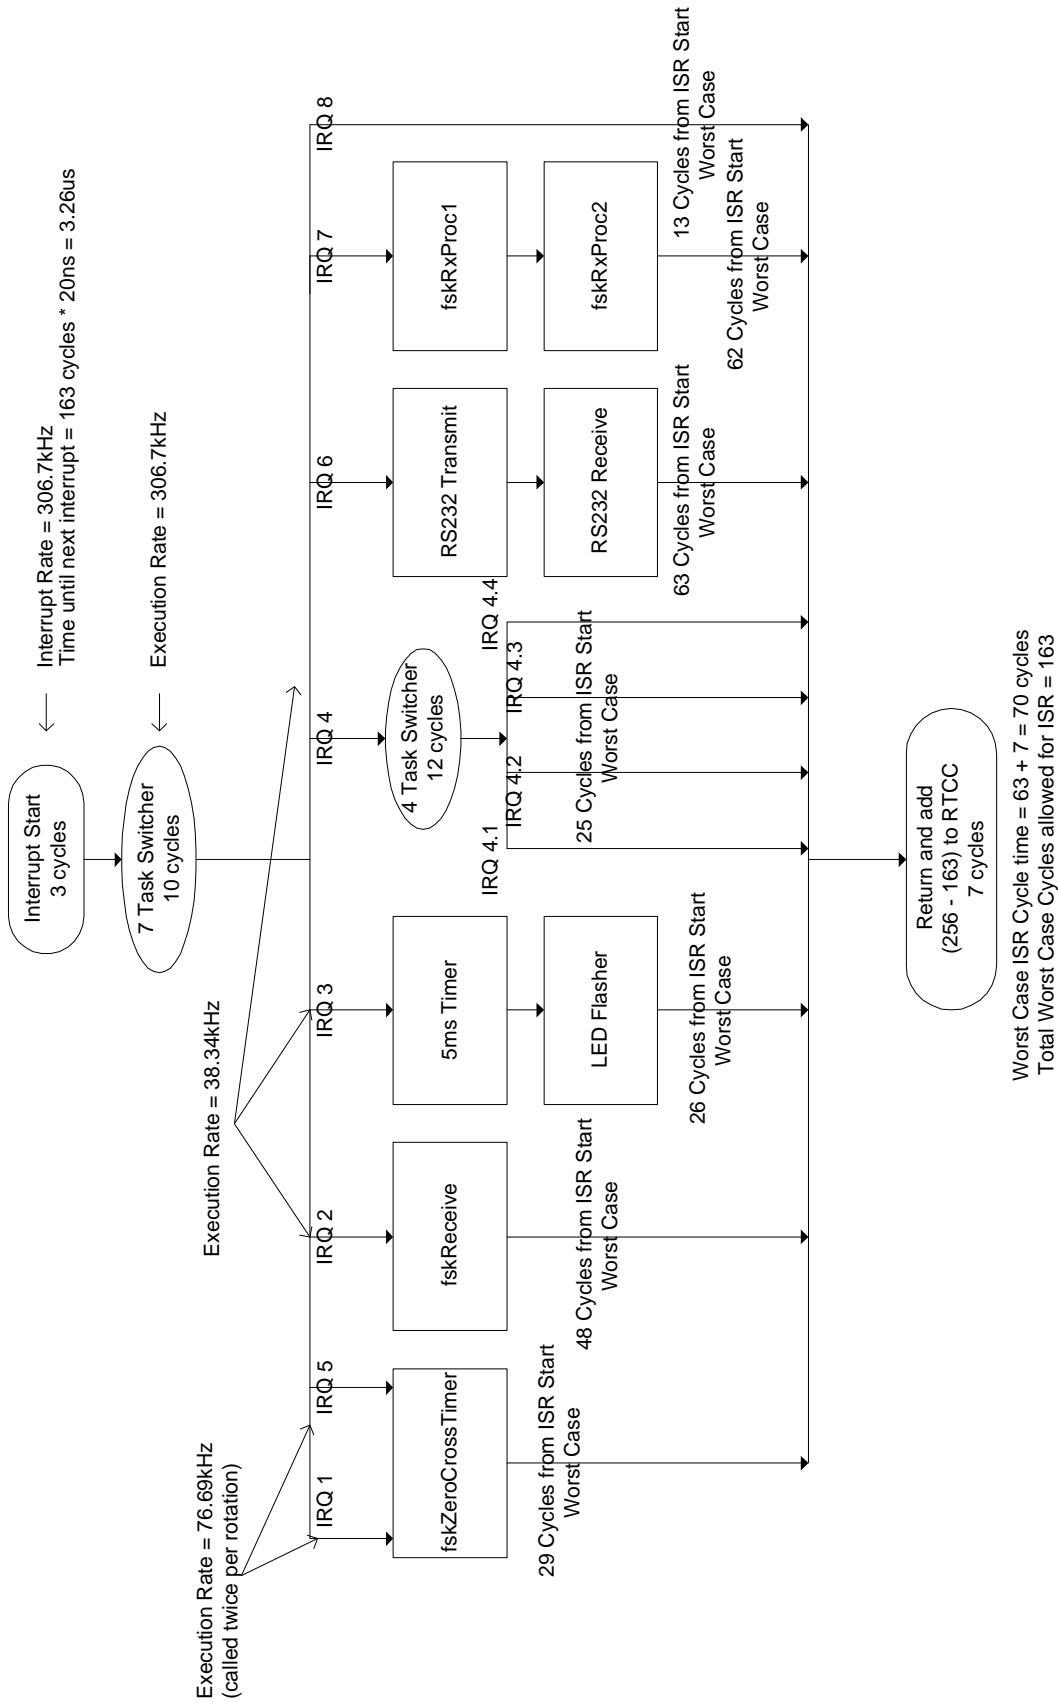 Interrupt Start
3 cycles
Interrupt Rate = 306.7kHz
Time until next interrupt = 163 cycles * 20ns = 3.26us
7 Task Switcher
10 cycles
Execution Rate = 306.7kHz
Execution Rate = 76.69kHz
(called twice per rotation)
Execution Rate = 38.34kHz
IRQ 1
IRQ 5
IRQ 2
IRQ 3
IRQ 4
IRQ 6
IRQ 7
IRQ 8
fskZeroCrossTimer
fskReceive
5ms Timer
4 Task Switcher
12 cycles
RS232 Transmit
fskRxProc1
IRQ 4.1
IRQ 4.2
IRQ 4.3
IRQ 4.4
LED Flasher
RS232 Receive
fskRxProc2
29 Cycles from ISR Start
Worst Case
48 Cycles from ISR Start
Worst Case
26 Cycles from ISR Start
Worst Case
25 Cycles from ISR Start
Worst Case
63 Cycles from ISR Start
Worst Case
62 Cycles from ISR Start
Worst Case
13 Cycles from ISR Start
Worst Case
Return and add
(256 - 163) to RTCC
7 cycles
Worst Case ISR Cycle time = 63 + 7 = 70 cycles
Total Worst Case Cycles allowed for ISR = 163